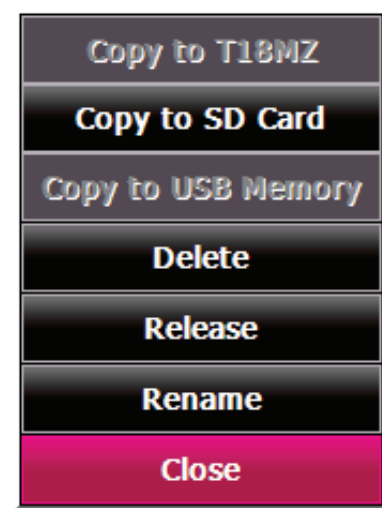 Copy to T18MZ
Copy to SD Card
Copy to USB Memory
Delete
Release
Rename
Close